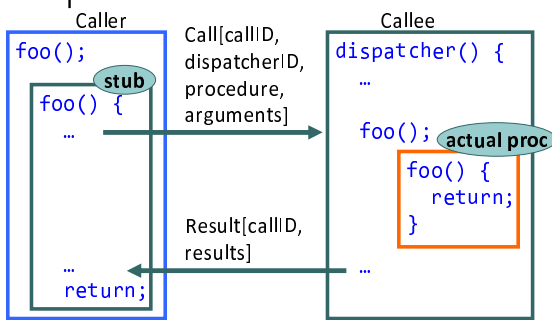 Caller
foo();
stub
foo() {
…
…
return;
Call[callID,
dispatcherID,
procedure,
arguments]
Result[callID,
results]
Callee
dispatcher() {
…
foo();
actual proc
foo() {
return;
}
…